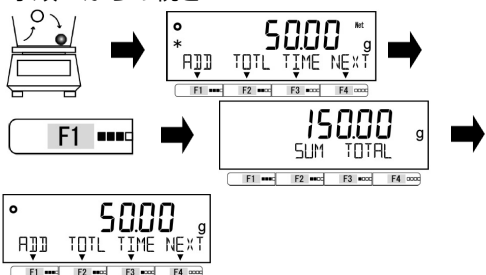 50.00 Net g
*
ADD TOTL TIME NEXT
F1 F2 F3 F4
F1
150.00 g
SUM TOTAL
F1 F2 F3 F4
50.00 g
ADD TOTL TIME NEXT
F1 F2 F3 F4